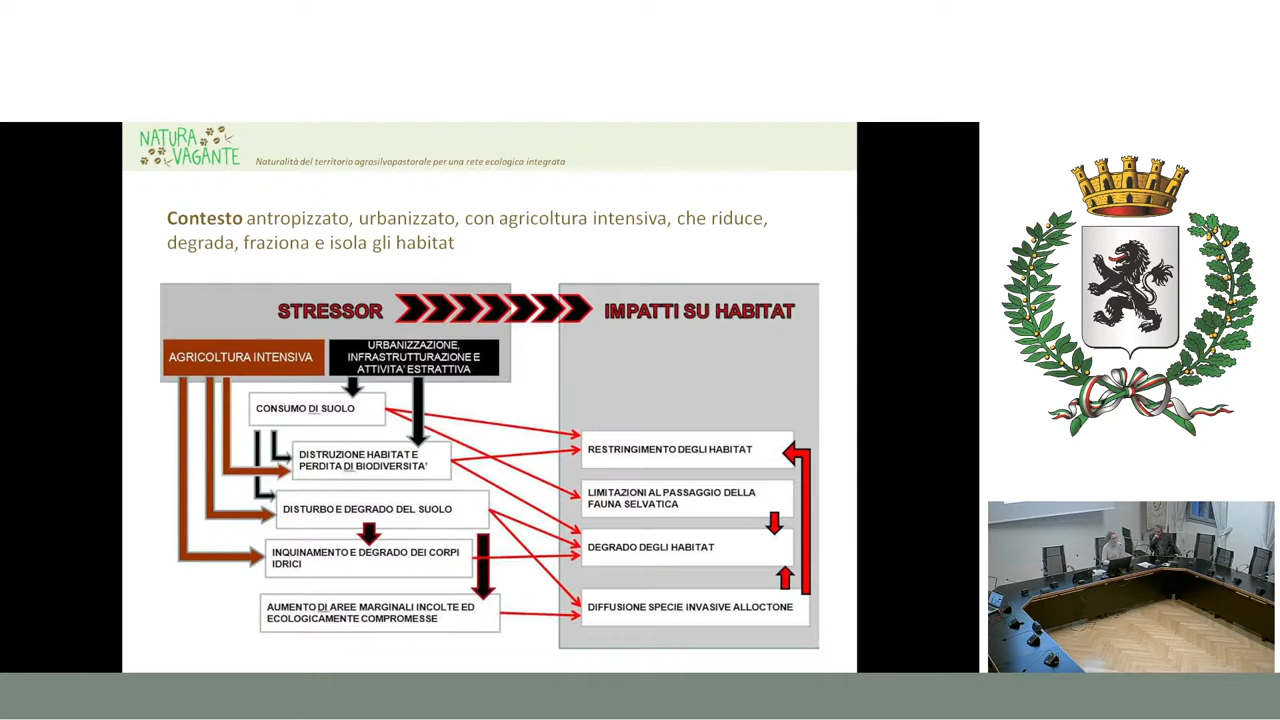 NATURA
VAGANTE
Naturalità del territorio agrosilvopastorale per una rete ecologica integrata
Contesto antropizzato, urbanizzato, con agricoltura intensiva, che riduce,
degrada, fraziona e isola gli habitat
STRESSOR
IMPATTI SU HABITAT
AGRICOLTURA INTENSIVA
URBANIZZAZIONE,
INFRASTRUTTURAZIONE E
ATTIVITA' ESTRATTIVA
CONSUMO DI SUOLO
DISTRUZIONE HABITAT E
PERDITA DI BIODIVERSITA'
DISTURBO E DEGRADO DEL SUOLO
INQUINAMENTO E DEGRADO DEI CORPI
IDRICI
AUMENTO DI AREE MARGINALI INCOLTE ED
ECOLOGICAMENTE COMPROMESSE
RESTRINGIMENTO DEGLI HABITAT
LIMITAZIONI AL PASSAGGIO DELLA
FAUNA SELVATICA
DEGRADO DEGLI HABITAT
DIFFUSIONE SPECIE INVASIVE ALLOCTONE